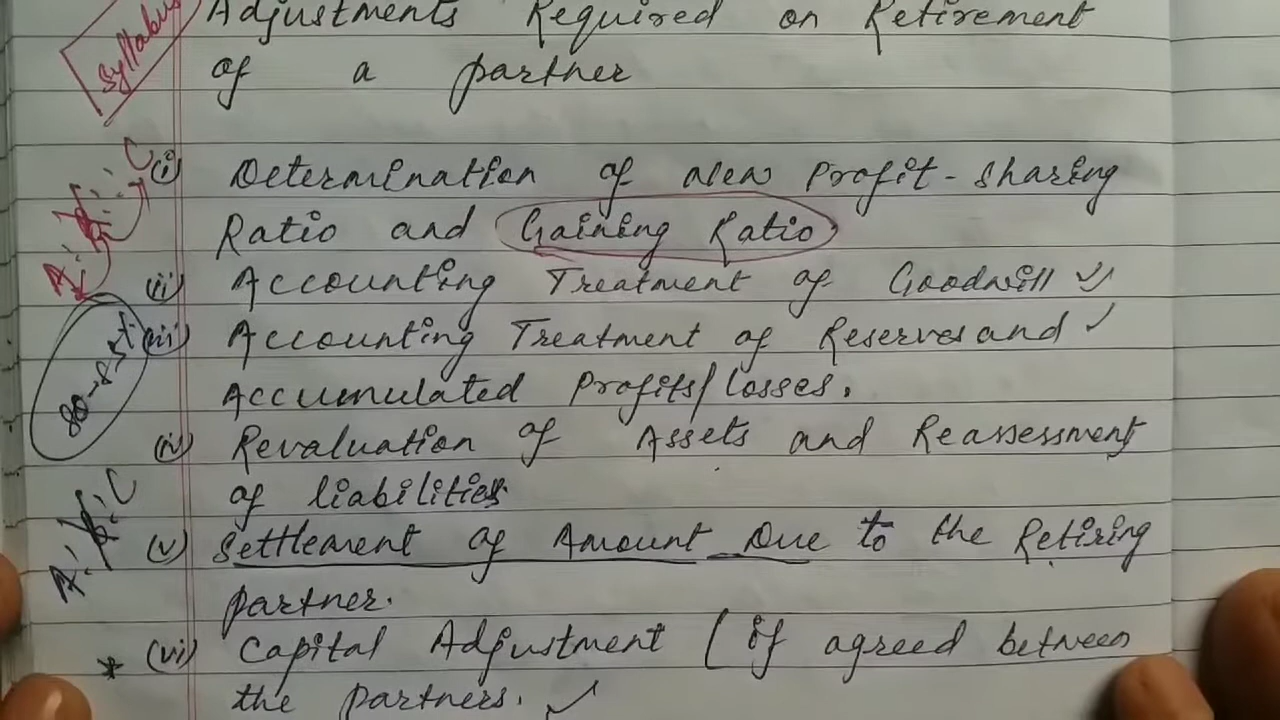 Syllabus
Adjustments Required on Retirement
of a partner
(i) Determination of new Profit-sharing
Ratio and Gaining Ratio
(ii) Accounting Treatment of Goodwill
(iii) Accounting Treatment of Reserves and
Accumulated Profits/losses.
(iv) Revaluation of Assets and Reassessment
of liabilities.
(v) Settlement of Amount Due to the Retiring
partner.
(vi) Capital Adjustment (if agreed between
the partners.
A:B:C
A:B:C